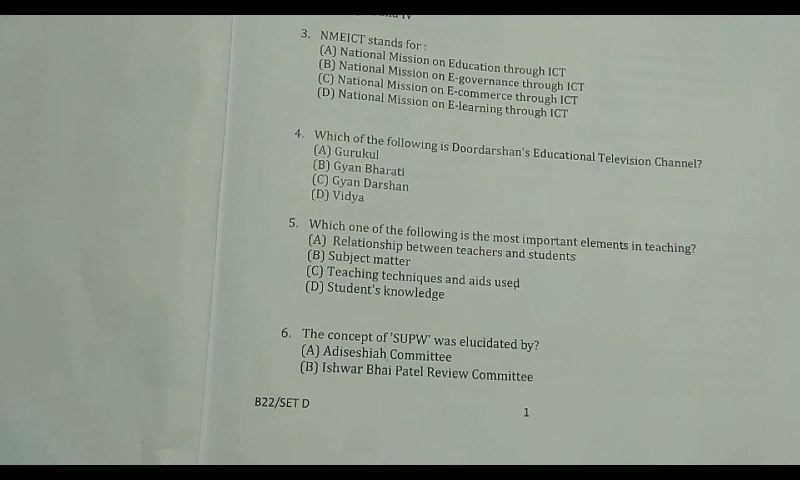 3. NMEICT stands for :
(A) National Mission on Education through ICT
(B) National Mission on E-governance through ICT
(C) National Mission on E-commerce through ICT
(D) National Mission on E-learning through ICT
4. Which of the following is Doordarshan's Educational Television Channel?
(A) Gurukul
(B) Gyan Bharati
(C) Gyan Darshan
(D) Vidya
5. Which one of the following is the most important elements in teaching?
(A) Relationship between teachers and students
(B) Subject matter
(C) Teaching techniques and aids used
(D) Student's knowledge
6. The concept of 'SUPW' was elucidated by?
(A) Adiseshiah Committee
(B) Ishwar Bhai Patel Review Committee
B22/SET D
1